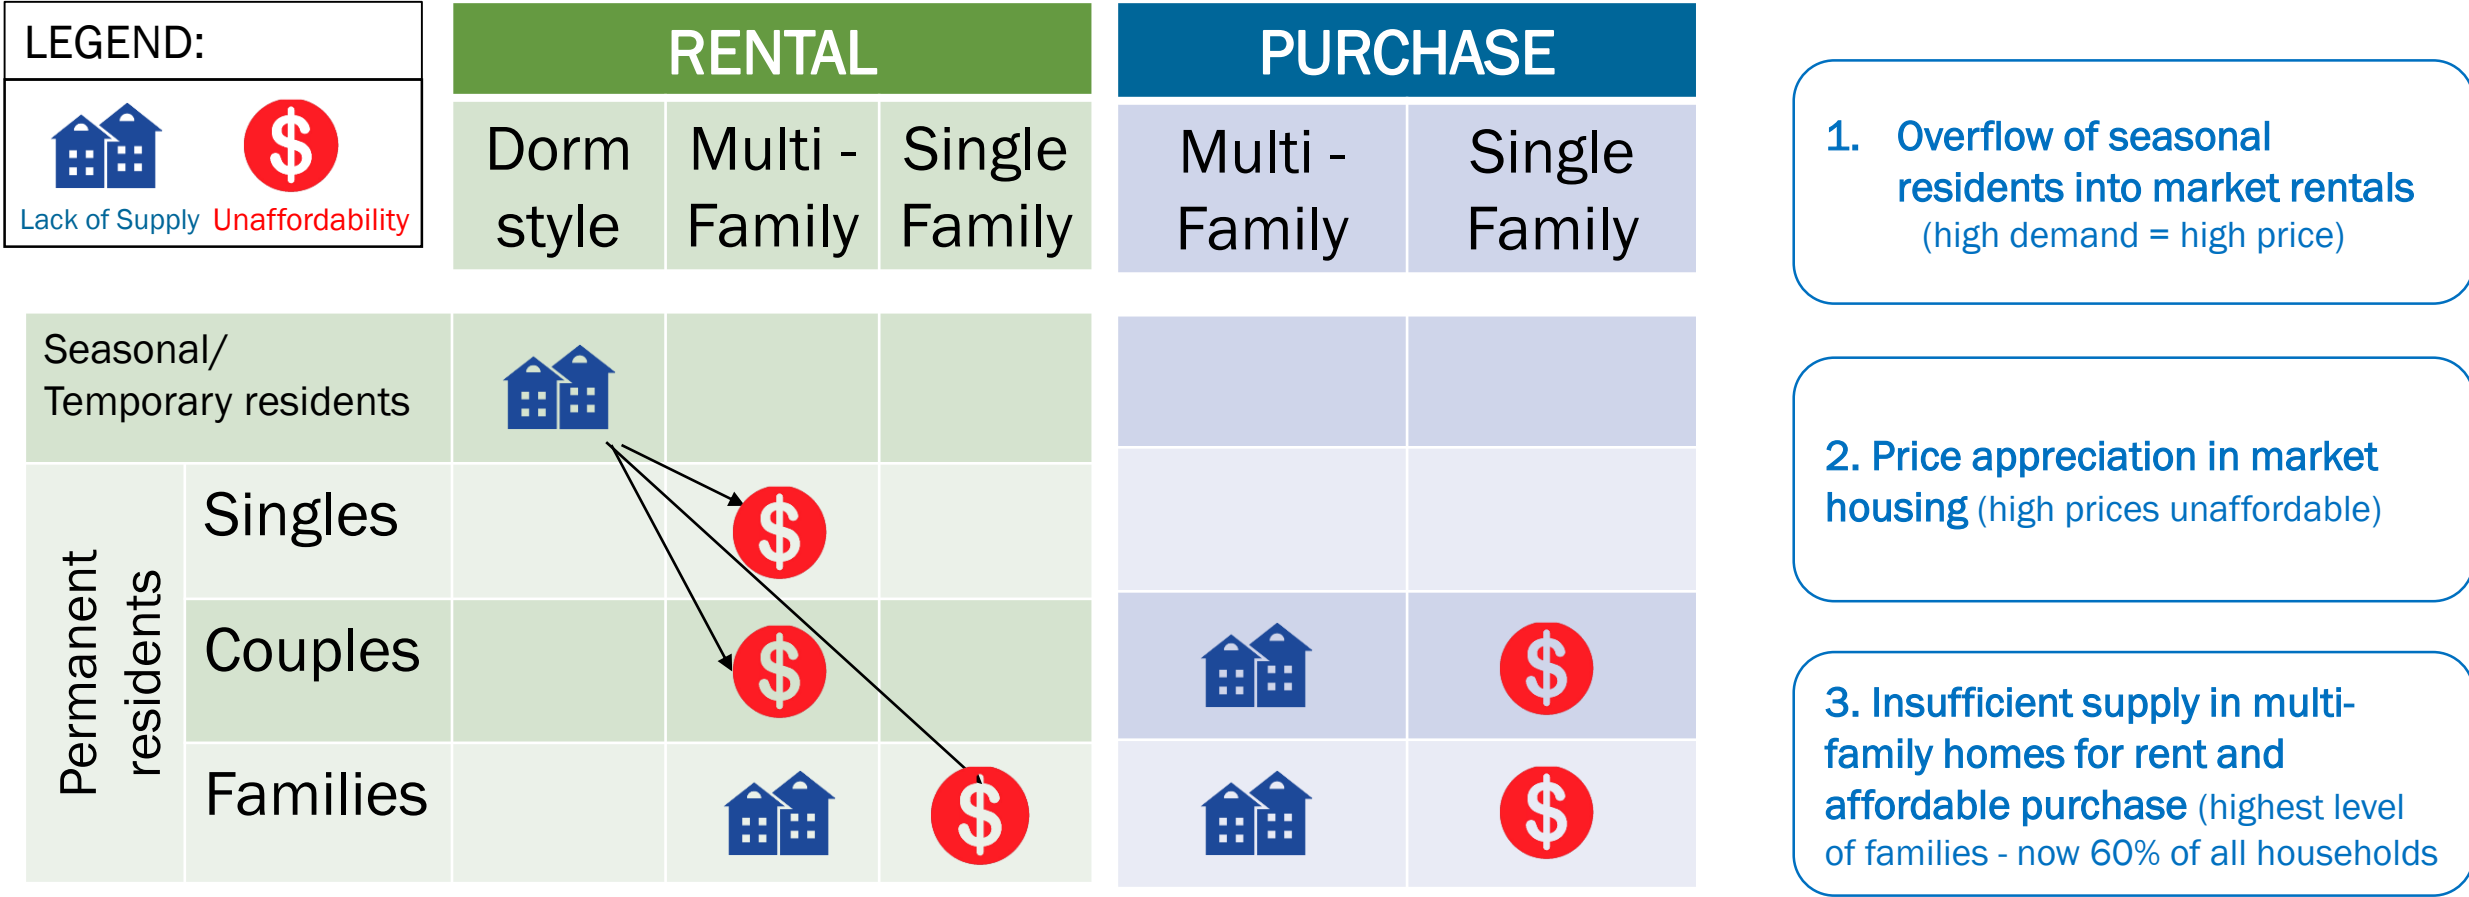 LEGEND:
Lack of Supply Unaffordability
RENTAL
PURCHASE
Dorm
style
Multi -
Family
Single
Family
Multi -
Family
Single
Family
Seasonal/
Temporary residents
Permanent
residents
Singles
Couples
Families
1. Overflow of seasonal
residents into market rentals
(high demand = high price)
2. Price appreciation in market
housing (high prices unaffordable)
3. Insufficient supply in multi-
family homes for rent and
affordable purchase (highest level
of families - now 60% of all households